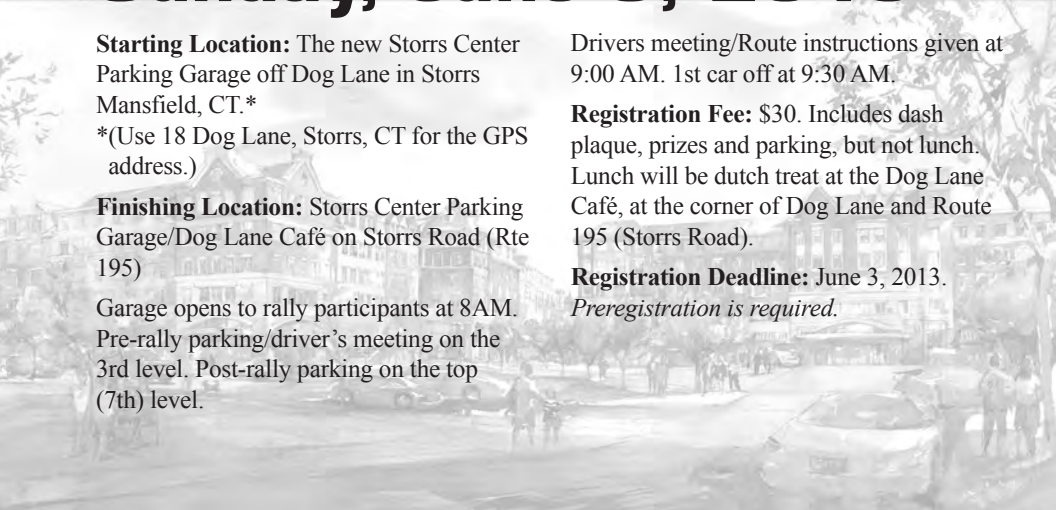 Sunday, June 2013
Starting Location: The new Storrs Center
Parking Garage off Dog Lane in Storrs
Mansfield, CT.*
*(Use 18 Dog Lane, Storrs, CT for the GPS
address.)
Finishing Location: Storrs Center Parking
Garage/Dog Lane Café on Storrs Road (Rte
195)
Garage opens to rally participants at 8AM.
Pre-rally parking/driver’s meeting on the
3rd level. Post-rally parking on the top
(7th) level.
Drivers meeting/Route instructions given at
9:00 AM. 1st car off at 9:30 AM.
Registration Fee: $30. Includes dash
plaque, prizes and parking, but not lunch.
Lunch will be dutch treat at the Dog Lane
Café, at the corner of Dog Lane and Route
195 (Storrs Road).
Registration Deadline: June 3, 2013.
Preregistration is required.